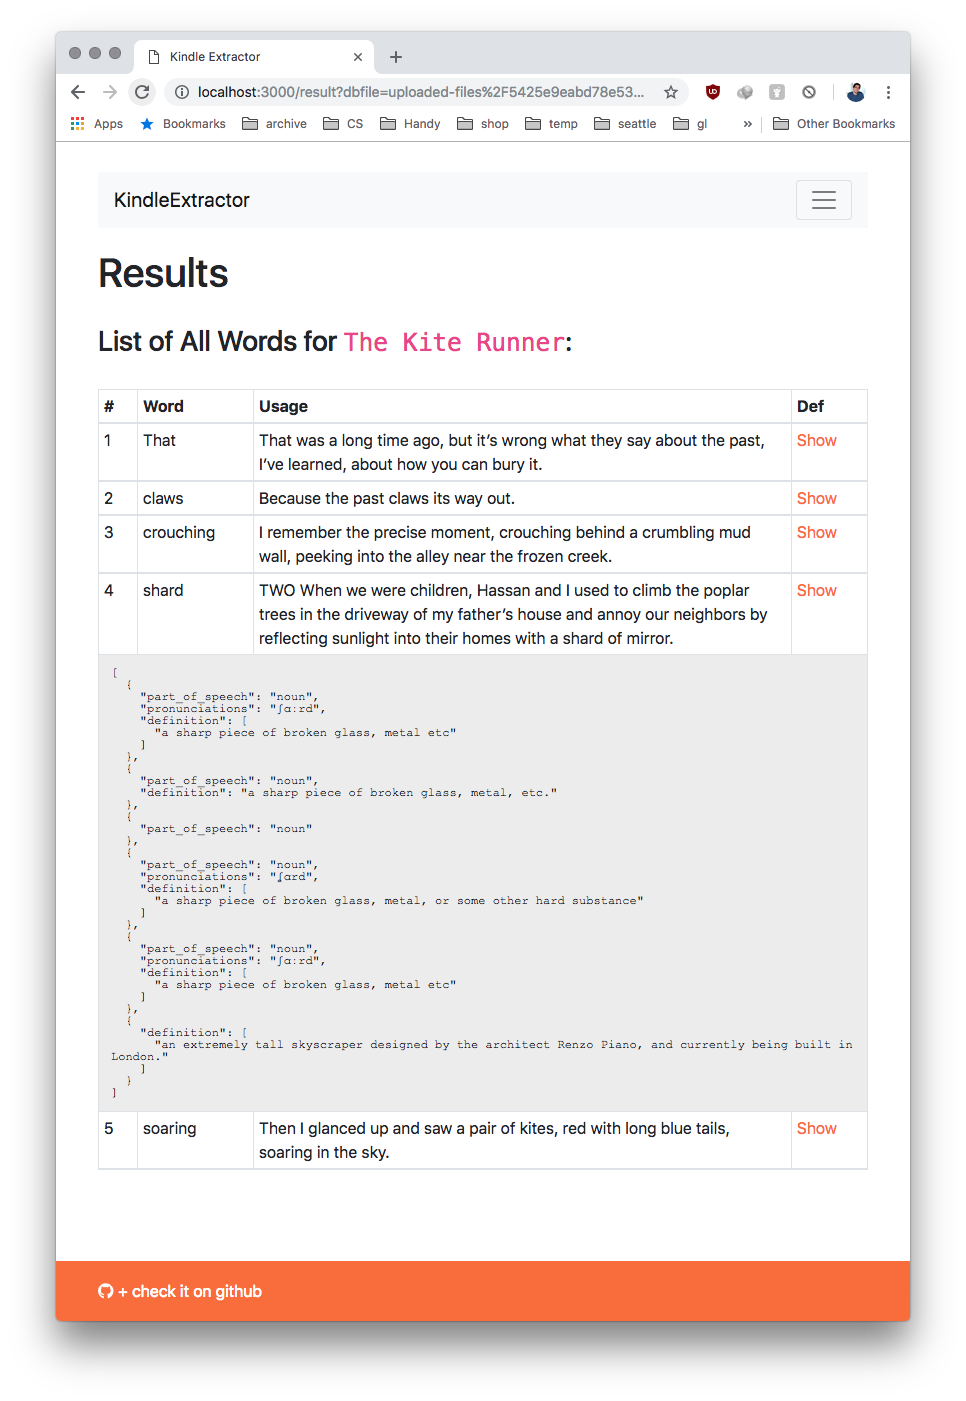 Kindle Extractor
localhost:3000/result?dbfile=uploaded-files%2F5425e9eabd78e53...
Apps Bookmarks archive CS Handy shop temp seattle gl » Other Bookmarks
KindleExtractor
Results
List of All Words for The Kite Runner:
# Word Usage Def
1 That That was a long time ago, but it’s wrong what they say about the past, Show
I’ve learned, about how you can bury it.
2 claws Because the past claws its way out. Show
3 crouching I remember the precise moment, crouching behind a crumbling mud Show
wall, peeking into the alley near the frozen creek.
4 shard TWO When we were children, Hassan and I used to climb the poplar Show
trees in the driveway of my father’s house and annoy our neighbors by
reflecting sunlight into their homes with a shard of mirror.
[
{
"part_of_speech": "noun",
"pronunciations": "ʃɑːrd",
"definition": [
"a sharp piece of broken glass, metal etc"
]
},
{
"part_of_speech": "noun",
"definition": "a sharp piece of broken glass, metal, etc."
},
{
"part_of_speech": "noun"
},
{
"part_of_speech": "noun",
"pronunciations": "ʃɑrd",
"definition": [
"a sharp piece of broken glass, metal, or some other hard substance"
]
},
{
"part_of_speech": "noun",
"pronunciations": "ʃɑːrd",
"definition": [
"a sharp piece of broken glass, metal etc"
]
},
{
"definition": [
"an extremely tall skyscraper designed by the architect Renzo Piano, and currently being built in
London."
]
}
]
5 soaring Then I glanced up and saw a pair of kites, red with long blue tails, Show
soaring in the sky.
+ check it on github